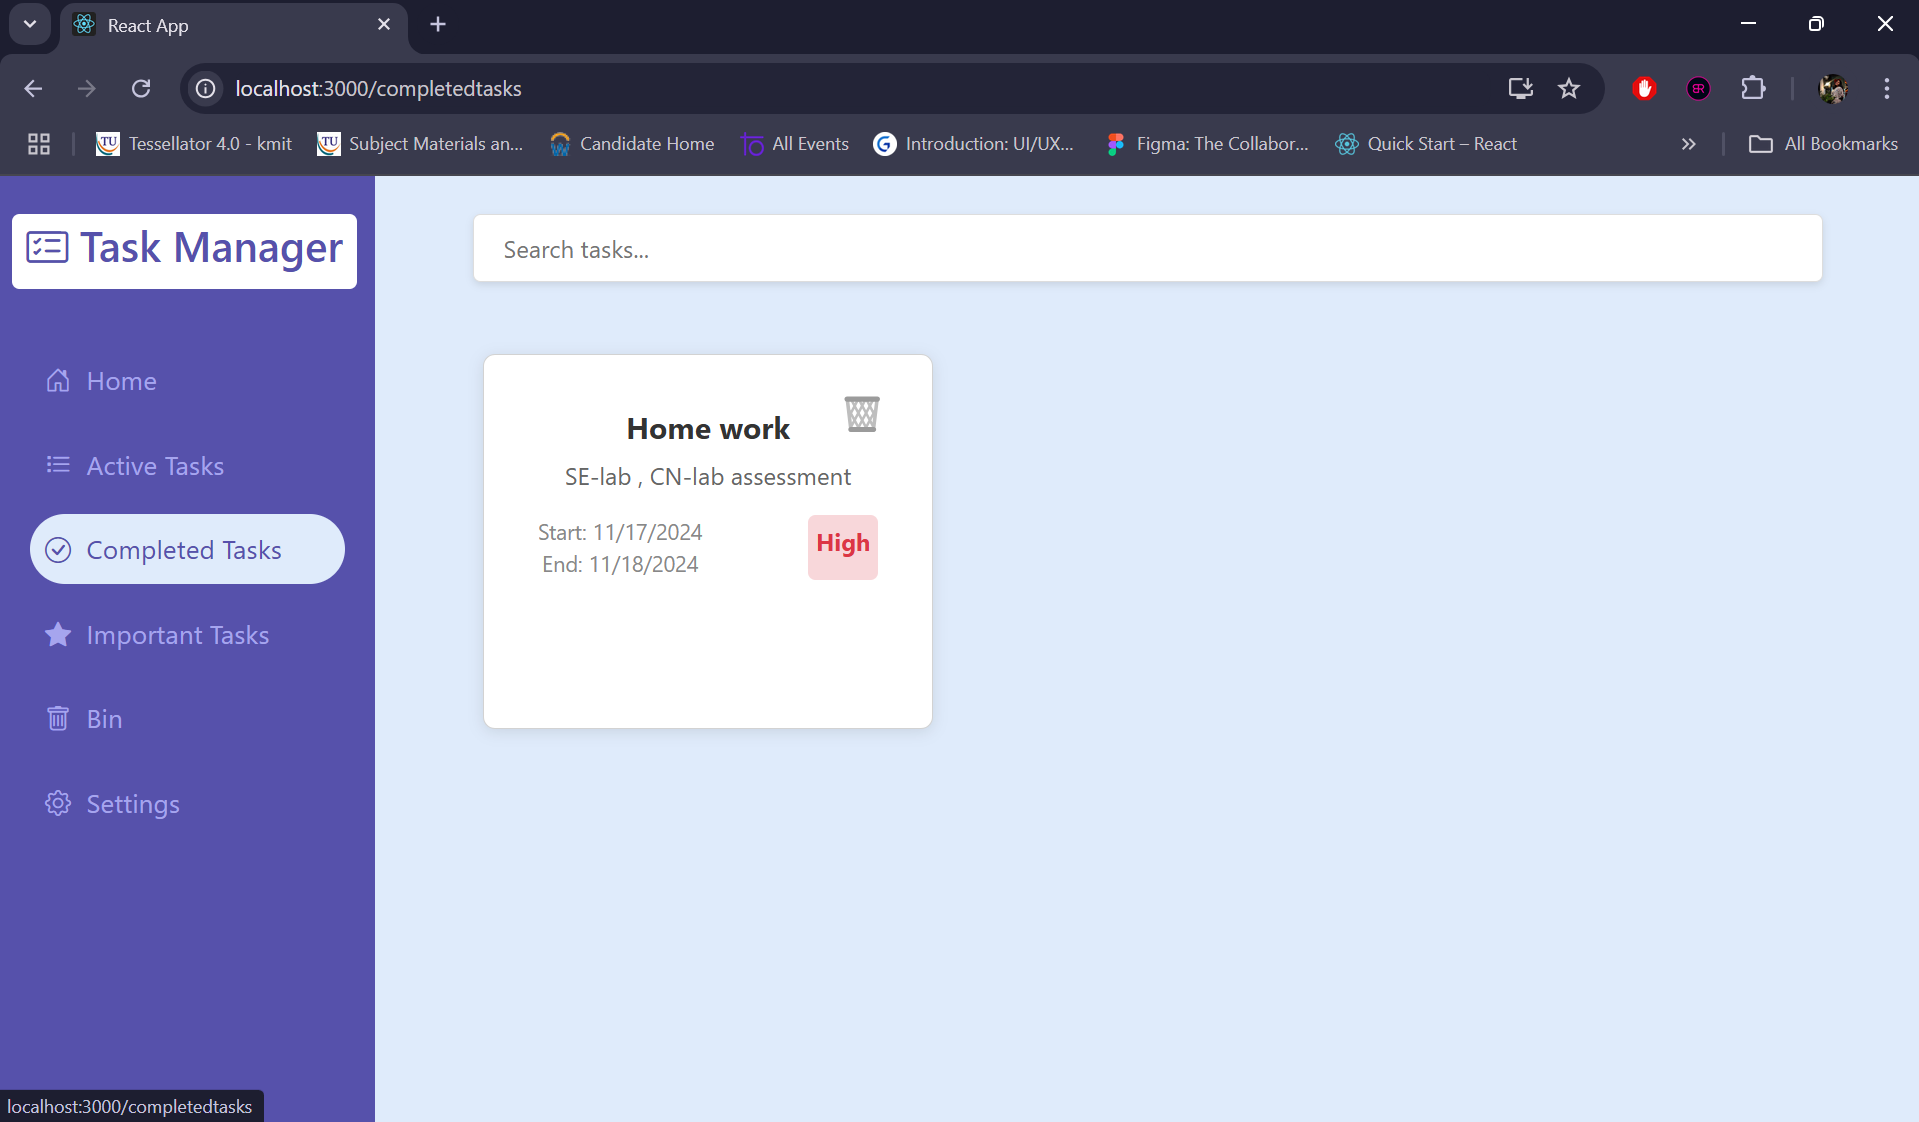 React App
localhost:3000/completedtasks
Tessellator 4.0 - kmit
Subject Materials an...
Candidate Home
All Events
Introduction: UI/UX...
Figma: The Collabor...
Quick Start – React
All Bookmarks
Task Manager
Home
Active Tasks
Completed Tasks
Important Tasks
Bin
Settings
Search tasks...
Home work
SE-lab , CN-lab assessment
Start: 11/17/2024
End: 11/18/2024
High
localhost:3000/completedtasks